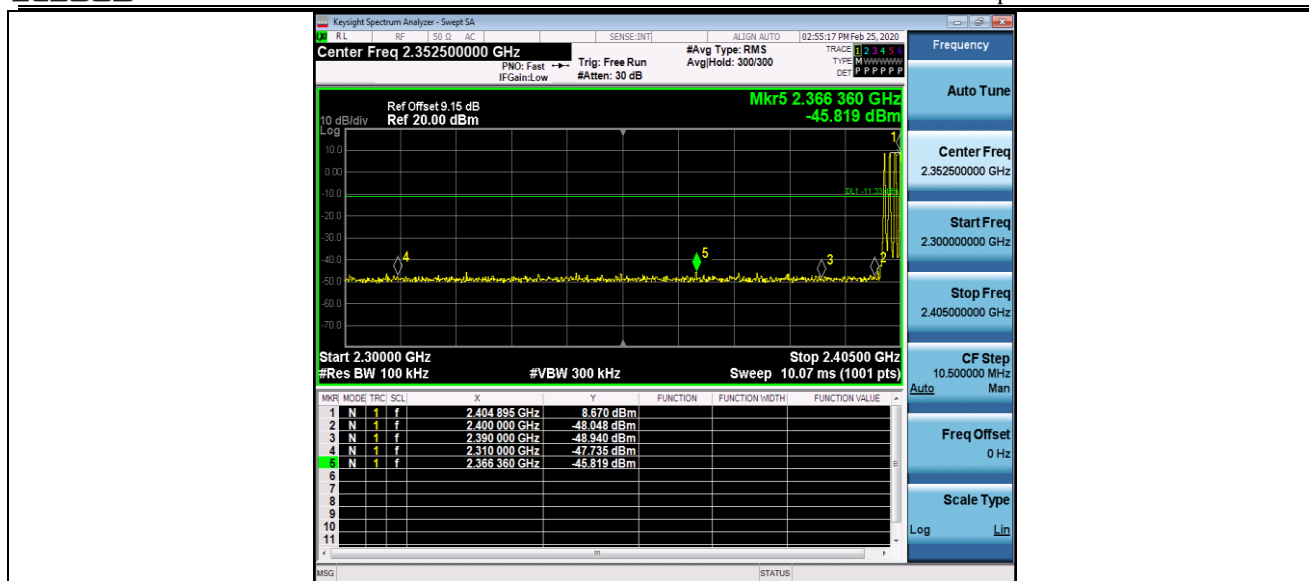 Keysight Spectrum Analyzer - Swept SA
RL RF 50 Ω AC SENSE:INT ALIGN AUTO 02:55:17 PM Feb 25, 2020
Center Freq 2.352500000 GHz
PNO: Fast
IFGain:Low
Trig: Free Run
#Atten: 30 dB
#Avg Type: RMS
Avg|Hold: 300/300
TRACE 1 2 3 4 5 6
TYPE M W W W W W
DET P P P P P P
Ref Offset 9.15 dB
10 dB/div Ref 20.00 dBm
Log
Mkr5 2.366 360 GHz
-45.819 dBm
1
10.0
0.00
-10.0
DL1 -11.33 dBm
-20.0
-30.0
-40.0
4
5
3
2
-50.0
-60.0
-70.0
Start 2.30000 GHz Stop 2.40500 GHz
#Res BW 100 kHz #VBW 300 kHz Sweep 10.07 ms (1001 pts)
MKR MODE TRC SCL X Y FUNCTION FUNCTION WIDTH FUNCTION VALUE
1 N 1 f 2.404 895 GHz 8.670 dBm
2 N 1 f 2.400 000 GHz -48.048 dBm
3 N 1 f 2.390 000 GHz -48.940 dBm
4 N 1 f 2.310 000 GHz -47.735 dBm
5 N 1 f 2.366 360 GHz -45.819 dBm
6
7
8
9
10
11
MSG STATUS
Frequency
Auto Tune
Center Freq
2.352500000 GHz
Start Freq
2.300000000 GHz
Stop Freq
2.405000000 GHz
CF Step
10.500000 MHz
Auto Man
Freq Offset
0 Hz
Scale Type
Log Lin